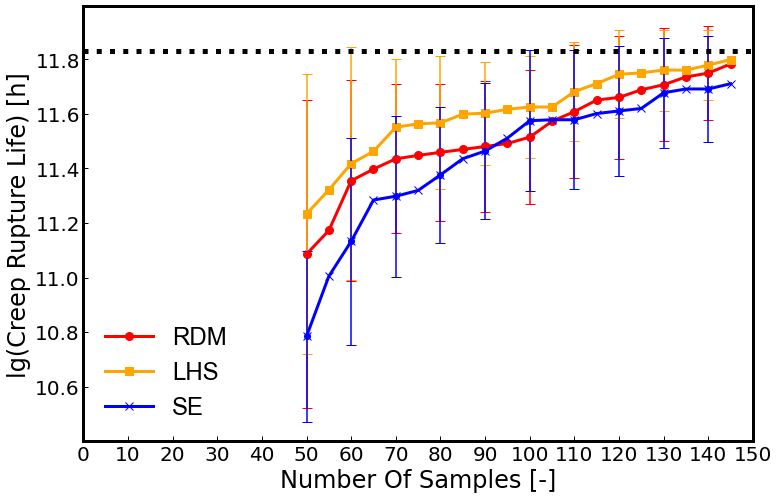 lg(Creep Rupture Life) [h]
11.8
11.6
11.4
11.2
11.0
10.8
10.6
RDM
LHS
SE
0 10 20 30 40 50 60 70 80 90 100 110 120 130 140 150
Number Of Samples [-]